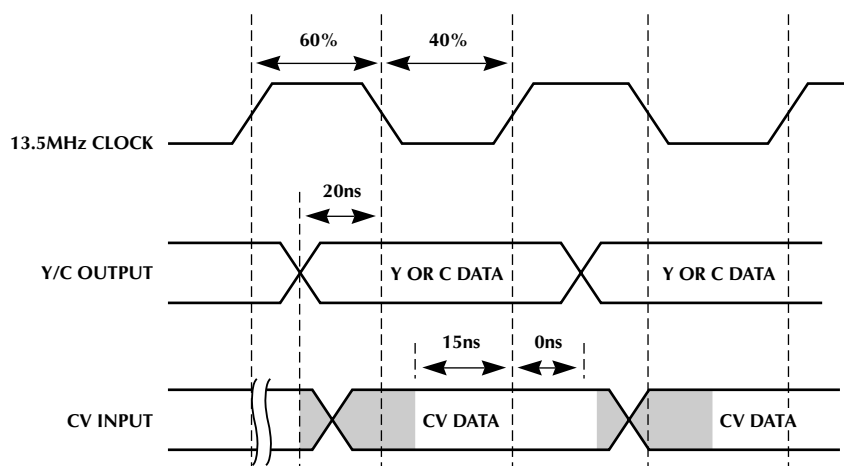 60% 40%
13.5MHz CLOCK
20ns
Y/C OUTPUT Y OR C DATA Y OR C DATA
15ns 0ns
CV INPUT CV DATA CV DATA